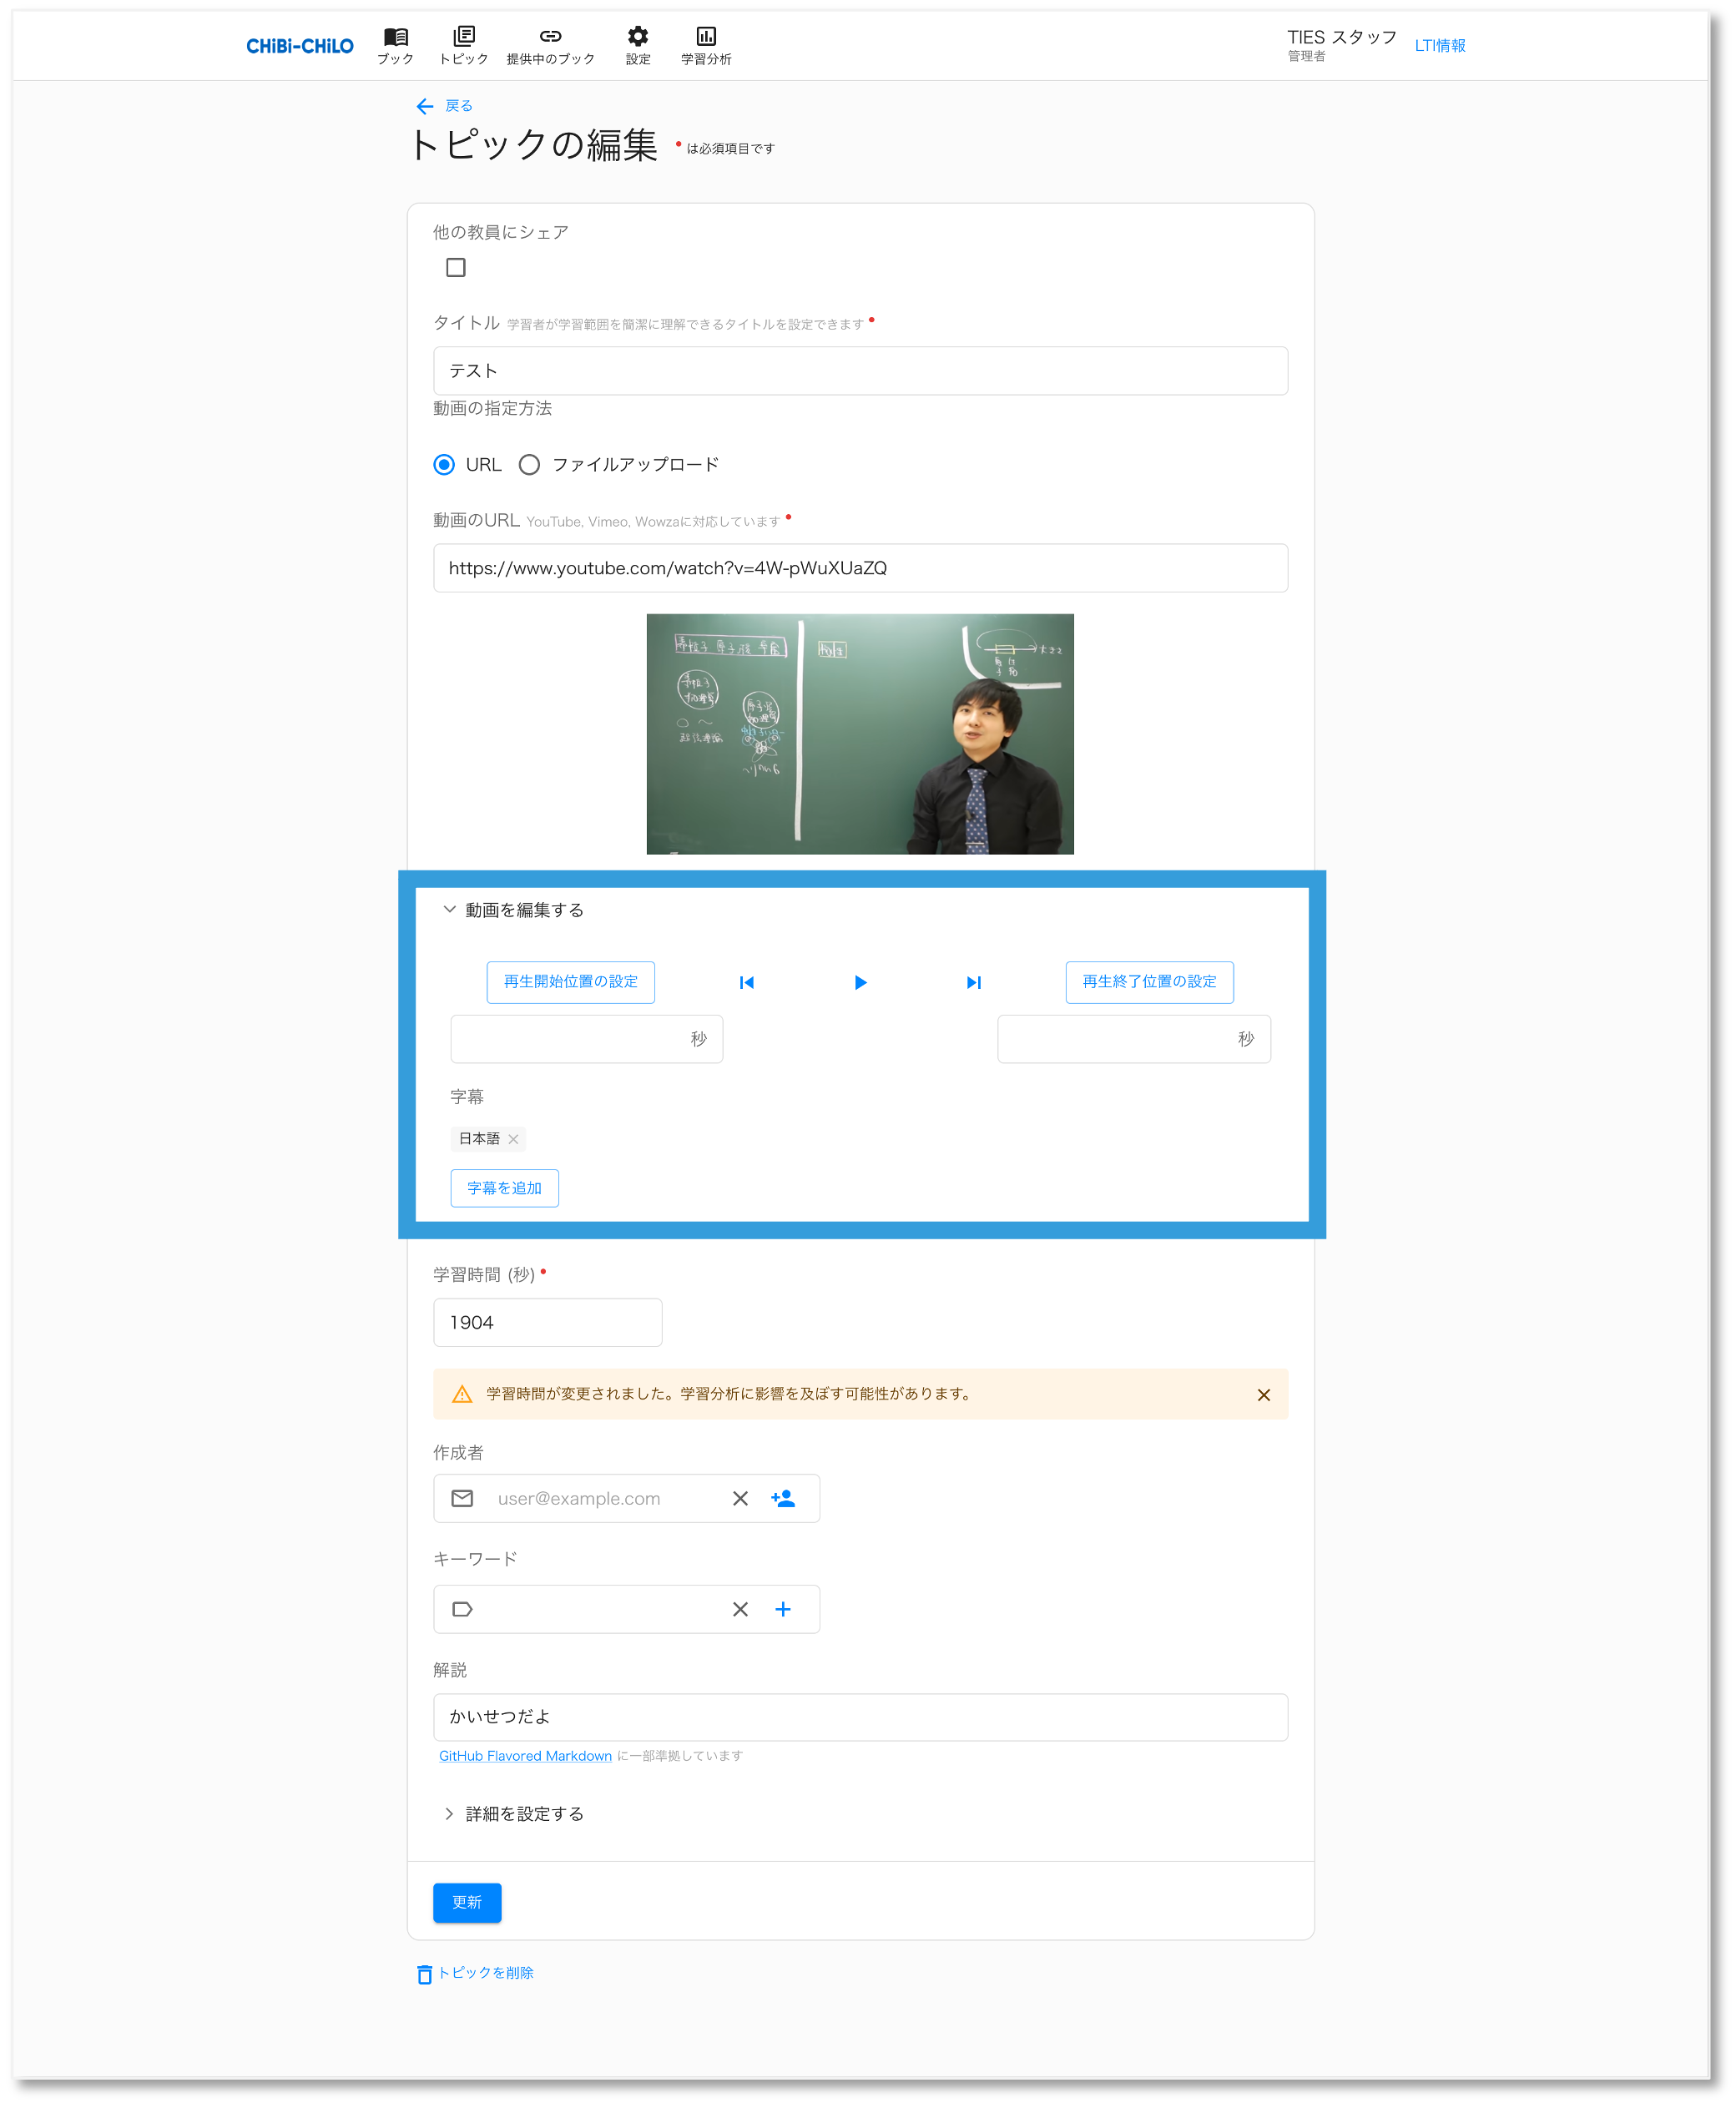 CHiBi-CHiLO
ブック
トピック
提供中のブック
設定
学習分析
TIES スタッフ
管理者
LTI情報
戻る
トピックの編集 * は必須項目です
他の教員にシェア
タイトル 学習者が学習範囲を簡潔に理解できるタイトルを設定できます *
テスト
動画の指定方法
URL ファイルアップロード
動画のURL YouTube, Vimeo, Wowzaに対応しています *
https://www.youtube.com/watch?v=4W-pWuXUaZQ
動画を編集する
再生開始位置の設定
再生終了位置の設定
秒
秒
字幕
日本語
字幕を追加
学習時間 (秒) *
1904
学習時間が変更されました。学習分析に影響を及ぼす可能性があります。
作成者
user@example.com
キーワード
解説
かいせつだよ
GitHub Flavored Markdown に一部準拠しています
詳細を設定する
更新
トピックを削除